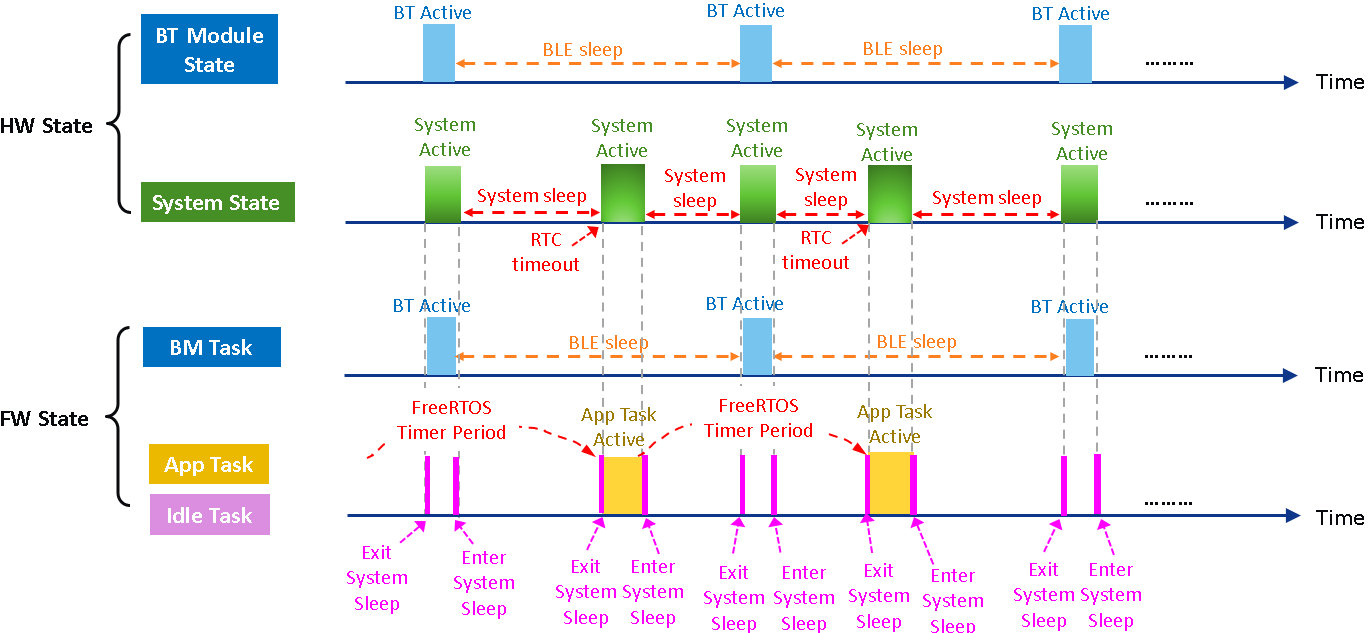 BT Active
BT Active
BT Active
BT Module
State
BLE sleep
BLE sleep
………
Time
HW State
System
Active
System
Active
System
Active
System
Active
System
Active
System State
System sleep
System
sleep
System
sleep
System sleep
………
Time
RTC
timeout
RTC
timeout
BT Active
BT Active
BT Active
BM Task
BLE sleep
BLE sleep
………
Time
FW State
FreeRTOS
Timer Period
App Task
Active
FreeRTOS
Timer Period
App Task
Active
App Task
Idle Task
………
Time
Exit
System
Sleep
Enter
System
Sleep
Exit
System
Sleep
Enter
System
Sleep
Exit
System
Sleep
Enter
System
Sleep
Exit
System
Sleep
Enter
System
Sleep
Exit
System
Sleep
Enter
System
Sleep